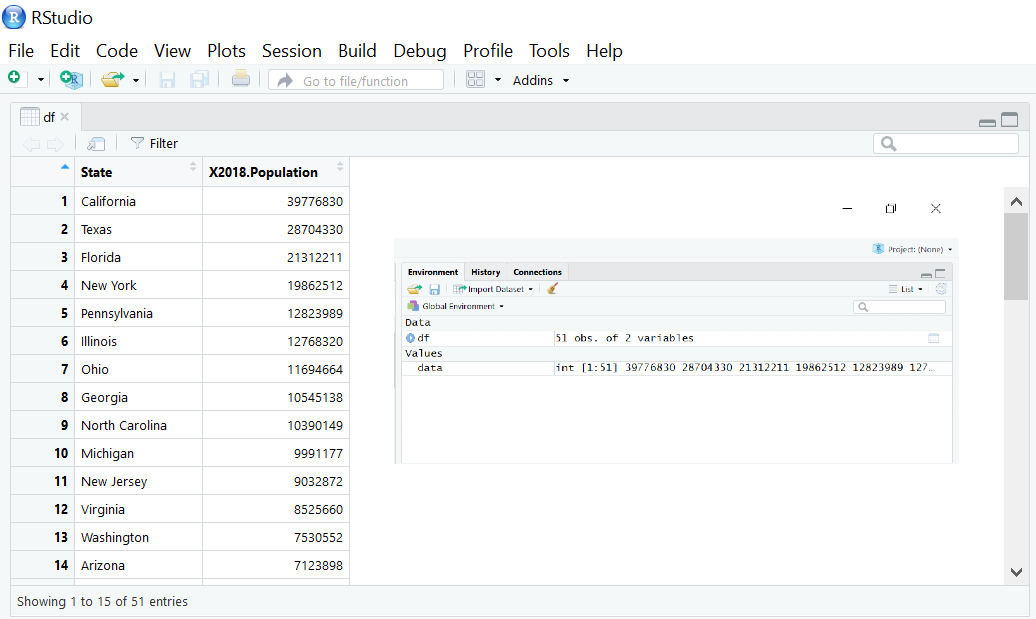 RStudio
File Edit Code View Plots Session Build Debug Profile Tools Help
R Go to file/function Addins
df
Filter
State X2018.Population
1 California 39776830
2 Texas 28704330
3 Florida 21312211
4 New York 19862512
5 Pennsylvania 12823989
6 Illinois 12768320
7 Ohio 11694664
8 Georgia 10545138
9 North Carolina 10390149
10 Michigan 9991177
11 New Jersey 9032872
12 Virginia 8525660
13 Washington 7530552
14 Arizona 7123898
Showing 1 to 15 of 51 entries
Project: (None)
Environment History Connections
Import Dataset List
Global Environment
Data
df 51 obs. of 2 variables
Values
data int [1:51] 39776830 28704330 21312211 19862512 12823989 127…